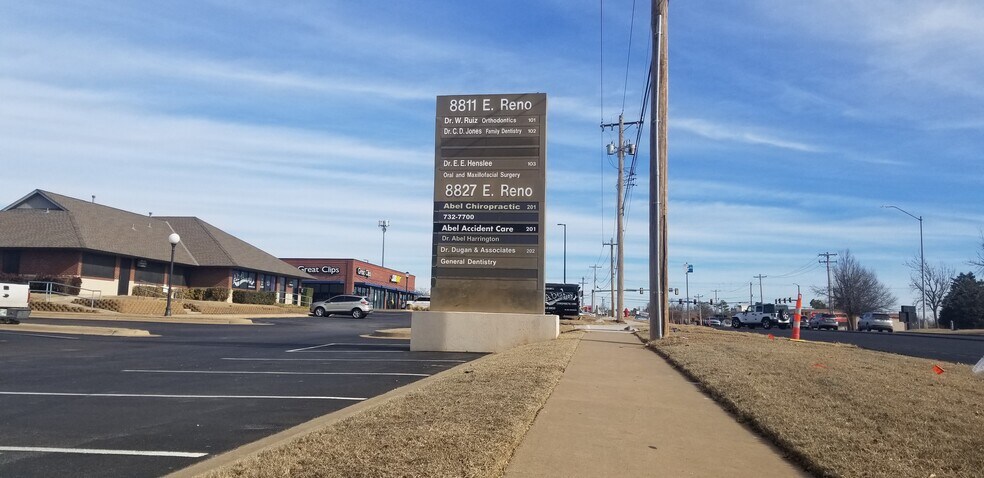 8811 E. Reno
Dr. W. Ruiz Orthodontics 101
Dr. C.D. Jones Family Dentistry 102
Dr. E. E. Henslee 103
Oral and Maxillofacial Surgery
8827 E. Reno
Abel Chiropractic 201
732-7700
Abel Accident Care 201
Dr. Abel Harrington
Dr. Dugan & Associates 202
General Dentistry
Great Clips
Great Clips